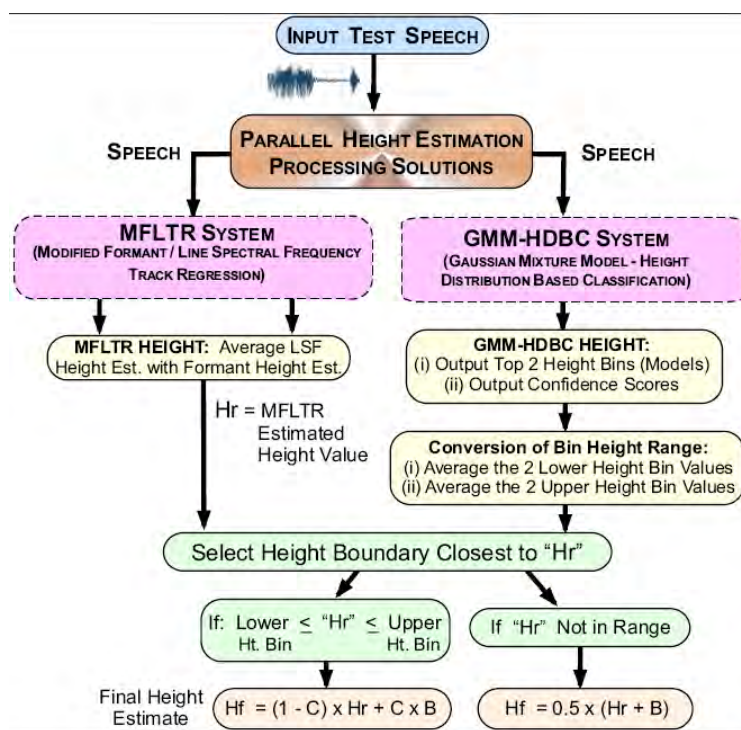 INPUT TEST SPEECH
PARALLEL HEIGHT ESTIMATION
PROCESSING SOLUTIONS
SPEECH
SPEECH
MFLTR SYSTEM
(MODIFIED FORMANT / LINE SPECTRAL FREQUENCY
TRACK REGRESSION)
GMM-HDBC SYSTEM
(GAUSSIAN MIXTURE MODEL - HEIGHT
DISTRIBUTION BASED CLASSIFICATION)
MFLTR HEIGHT: Average LSF
Height Est. with Formant Height Est.
GMM-HDBC HEIGHT:
(i) Output Top 2 Height Bins (Models)
(ii) Output Confidence Scores
Hr = MFLTR
Estimated
Height Value
Conversion of Bin Height Range:
(i) Average the 2 Lower Height Bin Values
(ii) Average the 2 Upper Height Bin Values
Select Height Boundary Closest to “Hr”
If: Lower ≤ “Hr” ≤ Upper
Ht. Bin Ht. Bin
If “Hr” Not in Range
Final Height
Estimate
Hf = (1 - C) x Hr + C x B
Hf = 0.5 x (Hr + B)